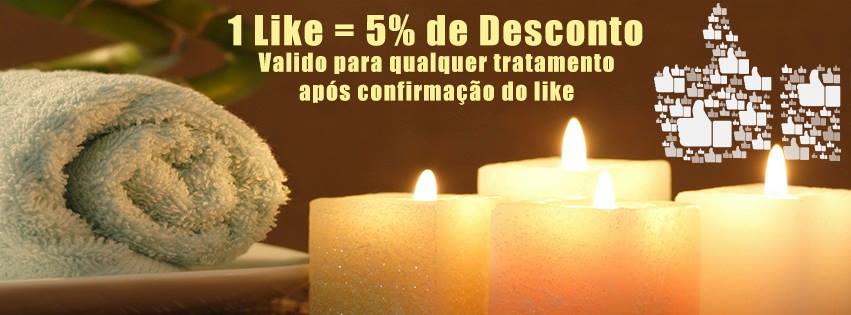 1 Like = 5% de Desconto
Valido para qualquer tratamento
após confirmação do like